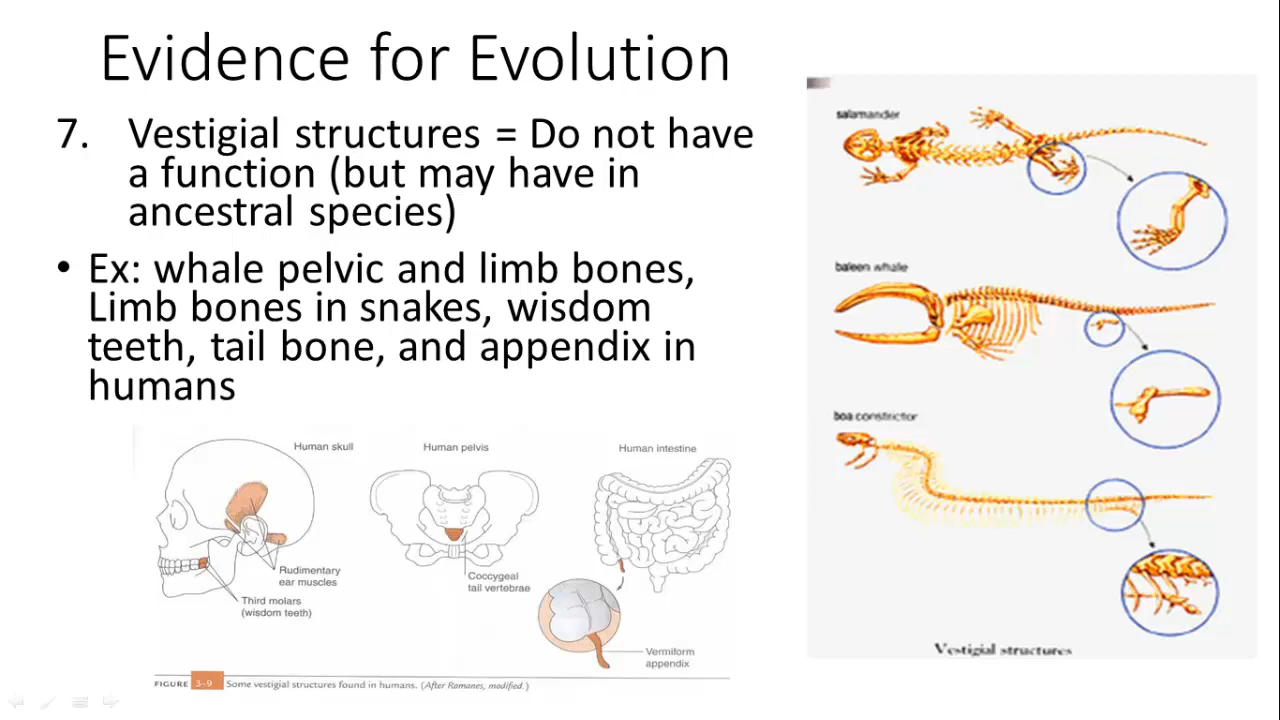 Evidence for Evolution
7. Vestigial structures = Do not have
a function (but may have in
ancestral species)
• Ex: whale pelvic and limb bones,
Limb bones in snakes, wisdom
teeth, tail bone, and appendix in
humans
Human skull
Rudimentary
ear muscles
Third molars
(wisdom teeth)
Human pelvis
Coccygeal
tail vertebrae
Human intestine
Vermiform
appendix
FIGURE 3-9 Some vestigial structures found in humans. (After Romanes, modified.)
salamander
baleen whale
boa constrictor
Vestigial structures